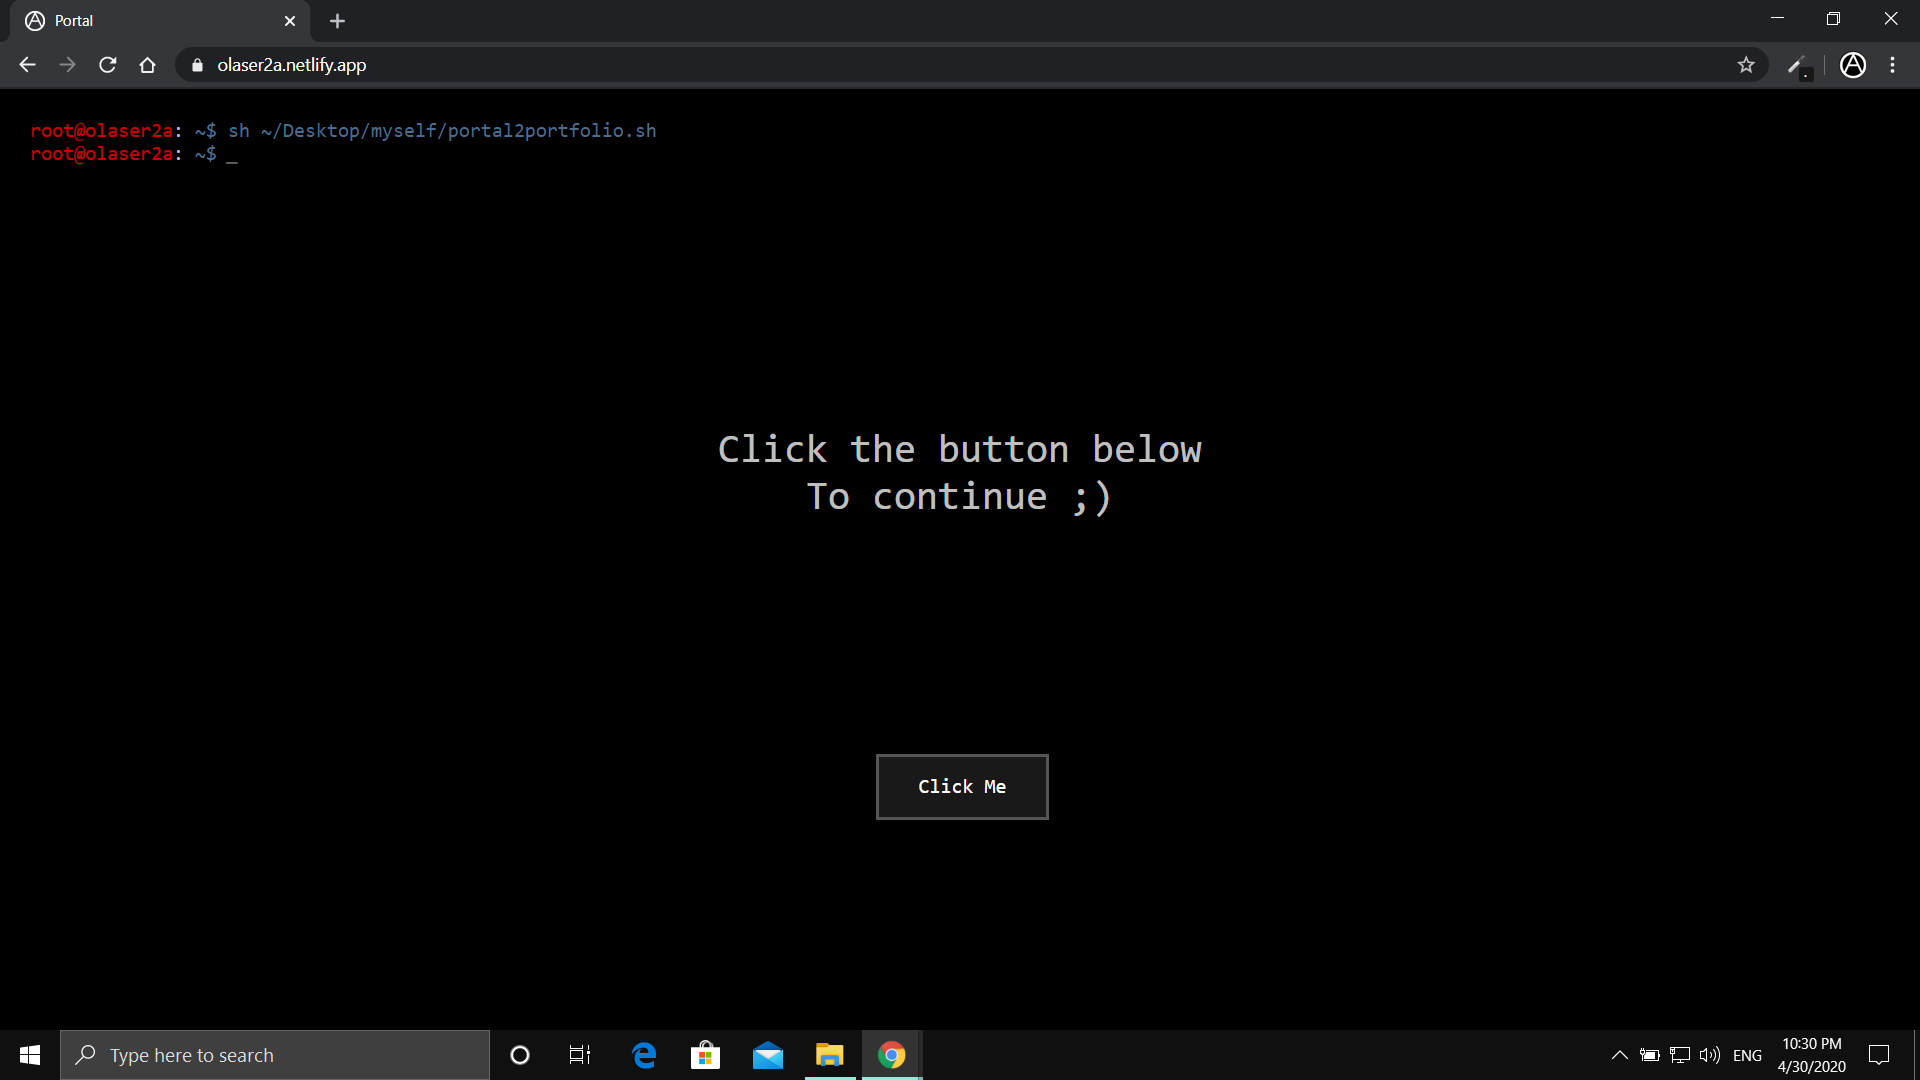 Portal
olaser2a.netlify.app
root@olaser2a: ~$ sh ~/Desktop/myself/portal2portfolio.sh
root@olaser2a: ~$ _
Click the button below
To continue ;)
Click Me
Type here to search
ENG
10:30 PM
4/30/2020